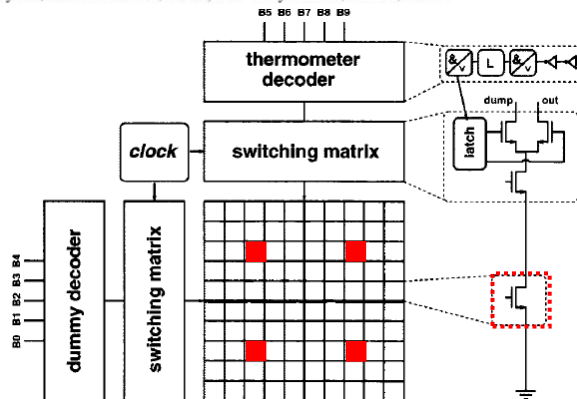 B5 B6 B7 B8 B9
thermometer
decoder
& v L & v
dump out
latch
clock
switching matrix
dummy decoder
switching matrix
B4
B3
B2
B1
B0